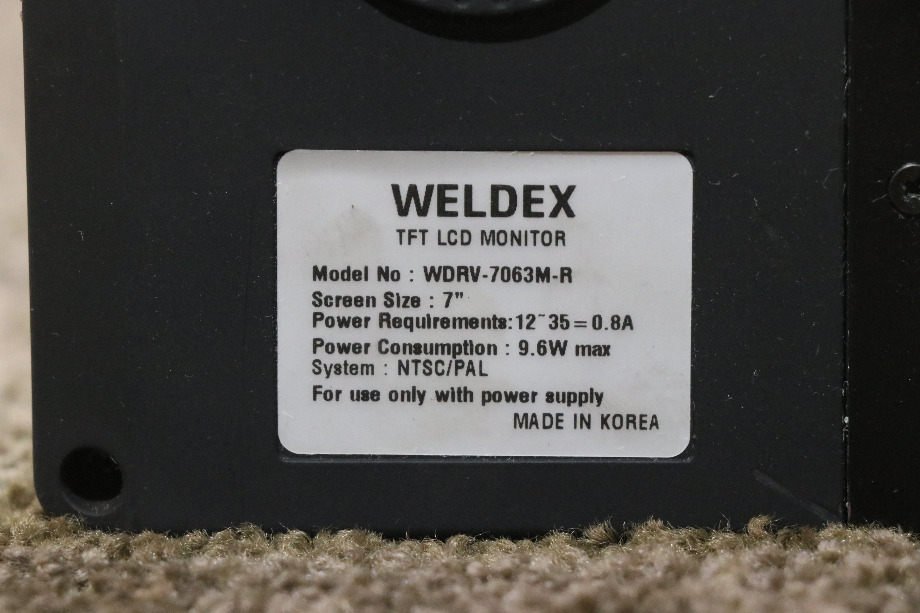 WELDEX
TFT LCD MONITOR
Model No : WDRV-7063M-R
Screen Size : 7"
Power Requirements:12~35=0.8A
Power Consumption : 9.6W max
System : NTSC/PAL
For use only with power supply
MADE IN KOREA